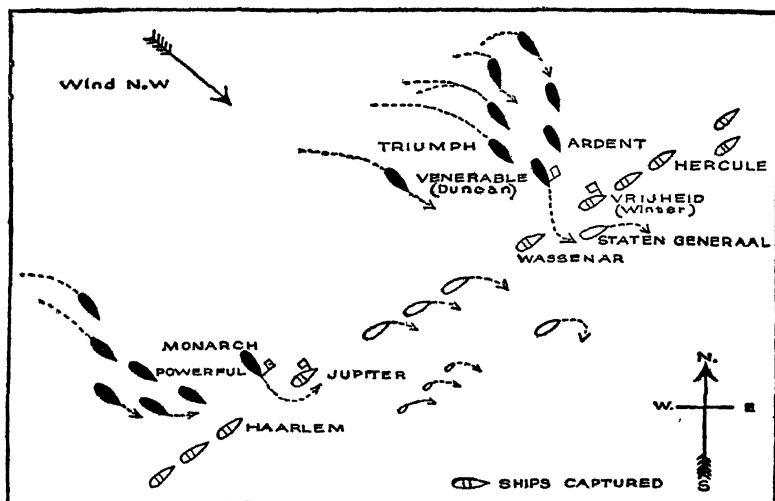 Wind N.W
TRIUMPH
ARDENT
HERCULE
VENERABLE
(Duncan)
VRIJHEID
(Winter)
STATEN GENERAAL
WASSENAR
MONARCH
POWERFUL
JUPITER
HAARLEM
N.
W.
E
S
SHIPS CAPTURED